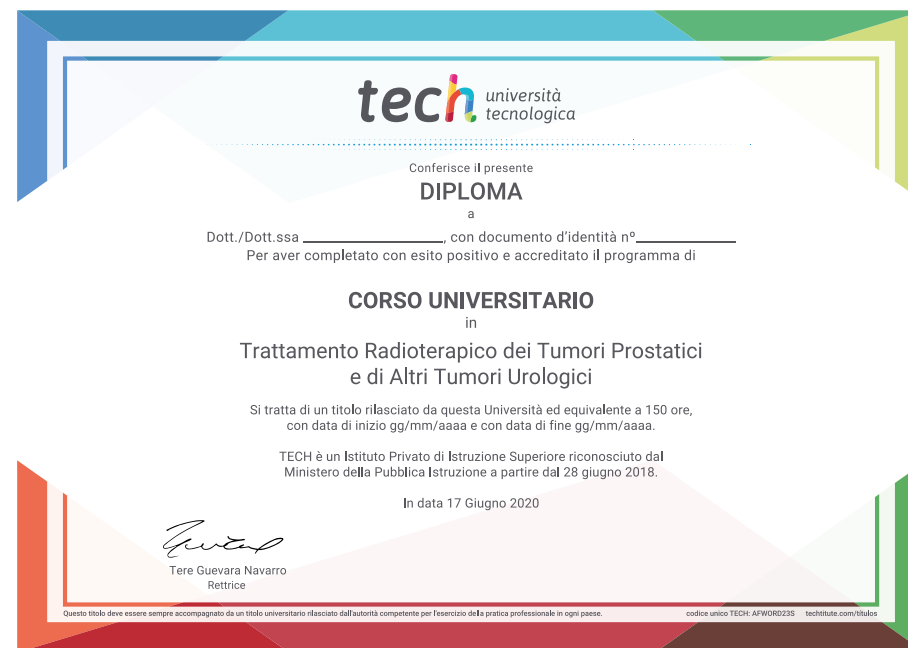 tech università
tecnologica
Conferisce il presente
DIPLOMA
a
Dott./Dott.ssa ____________________, con documento d'identità nº______________
Per aver completato con esito positivo e accreditato il programma di
CORSO UNIVERSITARIO
in
Trattamento Radioterapico dei Tumori Prostatici
e di Altri Tumori Urologici
Si tratta di un titolo rilasciato da questa Università ed equivalente a 150 ore,
con data di inizio gg/mm/aaaa e con data di fine gg/mm/aaaa.
TECH è un Istituto Privato di Istruzione Superiore riconosciuto dal
Ministero della Pubblica Istruzione a partire dal 28 giugno 2018.
In data 17 Giugno 2020
Tere Guevara Navarro
Rettrice
Questo titolo deve essere sempre accompagnato da un titolo universitario rilasciato dall'autorità competente per l'esercizio della pratica professionale in ogni paese. codice unico TECH: AFWORD23S techtitute.com/titulos